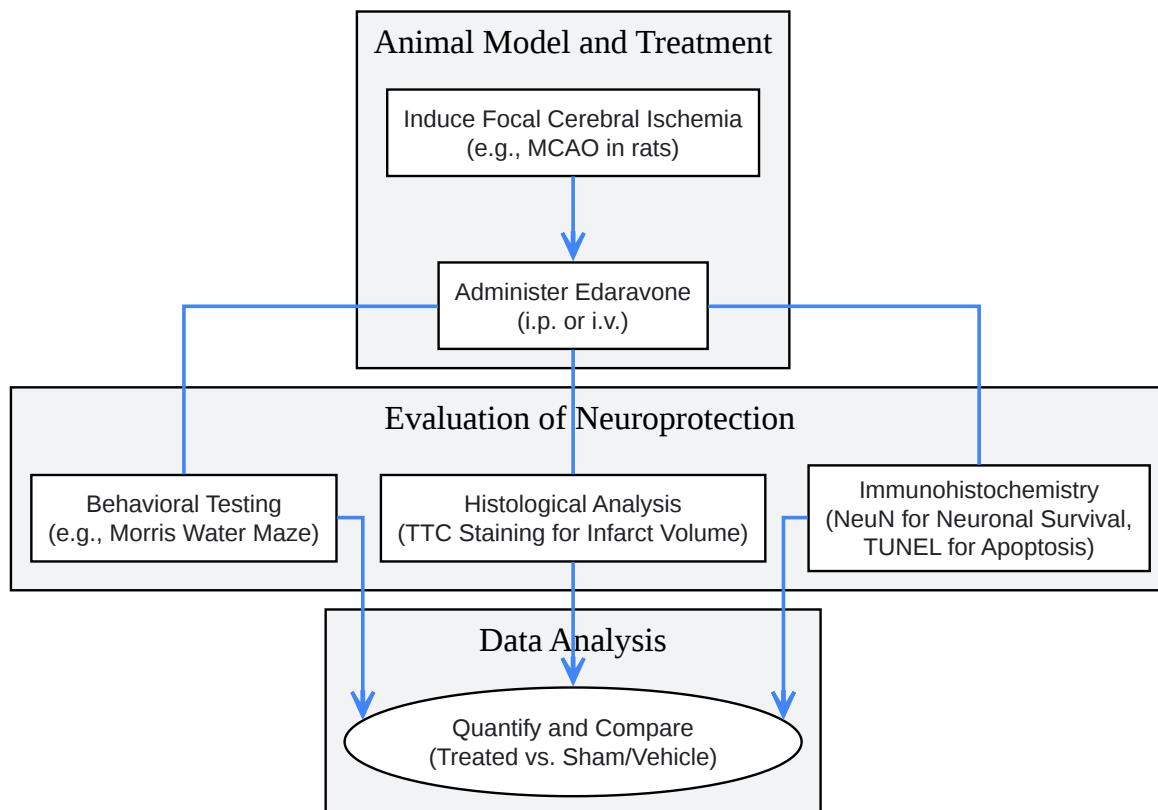 Animal Model and Treatment
Induce Focal Cerebral Ischemia
(e.g., MCAO in rats)
Administer Edaravone
(i.p. or i.v.)
Evaluation of Neuroprotection
Behavioral Testing
(e.g., Morris Water Maze)
Histological Analysis
(TTC Staining for Infarct Volume)
Immunohistochemistry
(NeuN for Neuronal Survival,
TUNEL for Apoptosis)
Data Analysis
Quantify and Compare
(Treated vs. Sham/Vehicle)